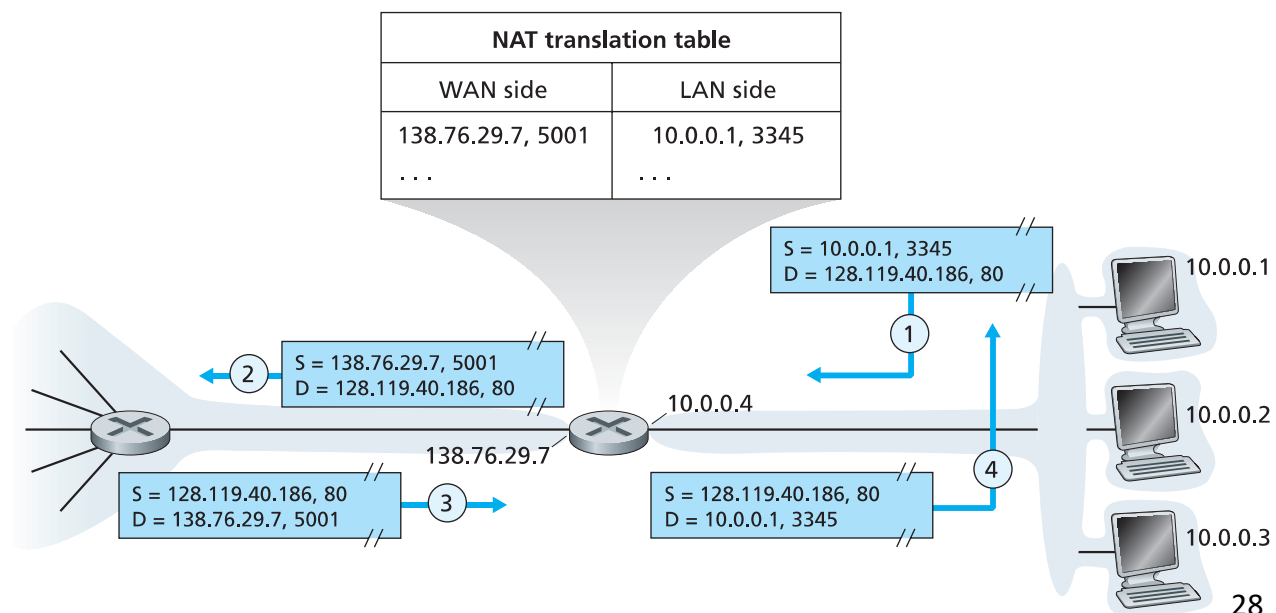 NAT translation table
WAN side
LAN side
138.76.29.7, 5001
10.0.0.1, 3345
. . .
. . .
S = 10.0.0.1, 3345
D = 128.119.40.186, 80
10.0.0.1
1
S = 138.76.29.7, 5001
D = 128.119.40.186, 80
2
10.0.0.4
10.0.0.2
138.76.29.7
S = 128.119.40.186, 80
D = 138.76.29.7, 5001
3
S = 128.119.40.186, 80
D = 10.0.0.1, 3345
4
10.0.0.3
28